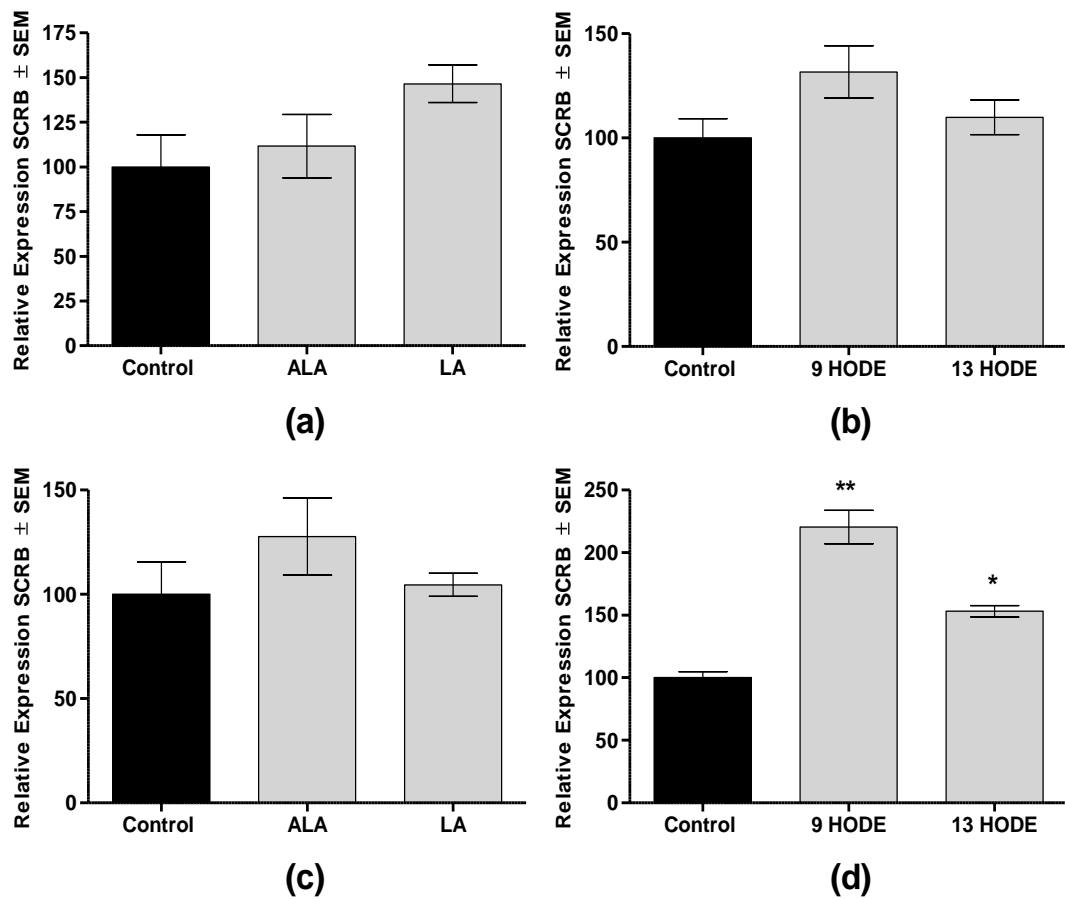 Relative Expression SCRB ± SEM
175
150
125
100
75
50
25
0
Control ALA LA
(a)
Relative Expression SCRB ± SEM
150
100
50
0
Control 9 HODE 13 HODE
(b)
Relative Expression SCRB ± SEM
150
100
50
0
Control ALA LA
(c)
Relative Expression SCRB ± SEM
250
200
150
100
50
0
**
*
Control 9 HODE 13 HODE
(d)